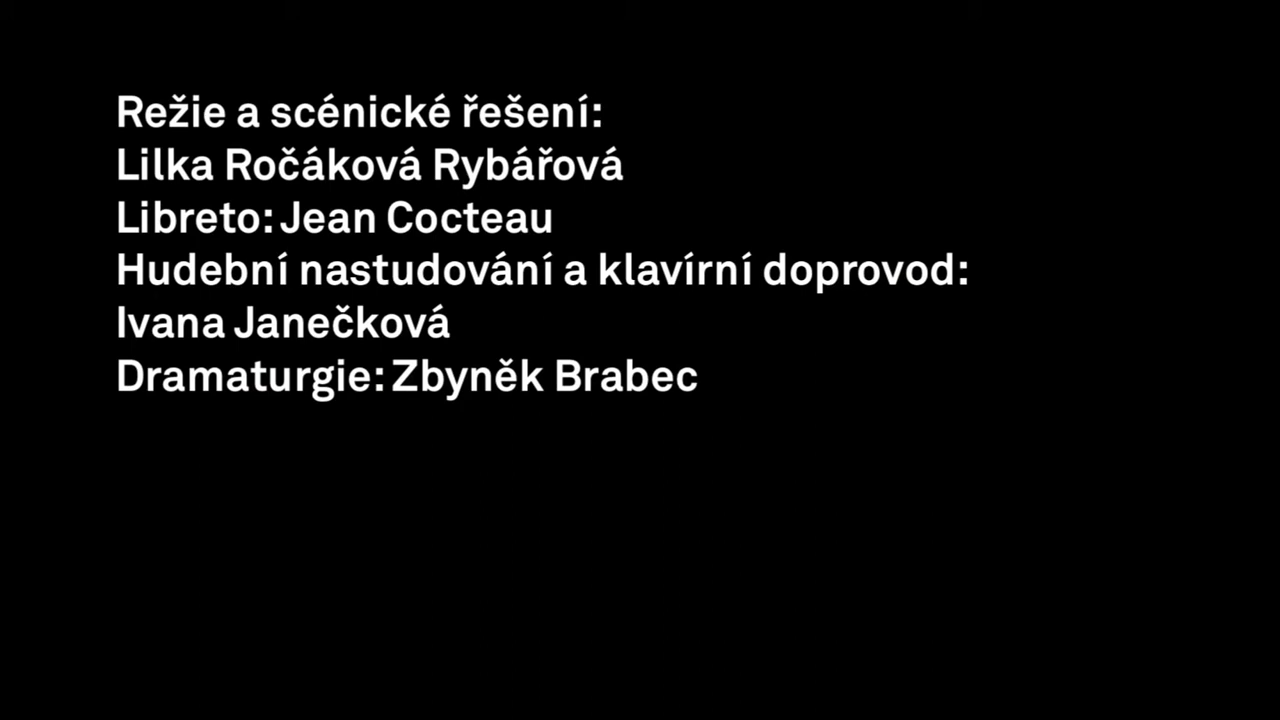 Režie a scénické řešení:
Lilka Ročáková Rybářová
Libreto: Jean Cocteau
Hudební nastudování a klavírní doprovod:
Ivana Janečková
Dramaturgie: Zbyněk Brabec